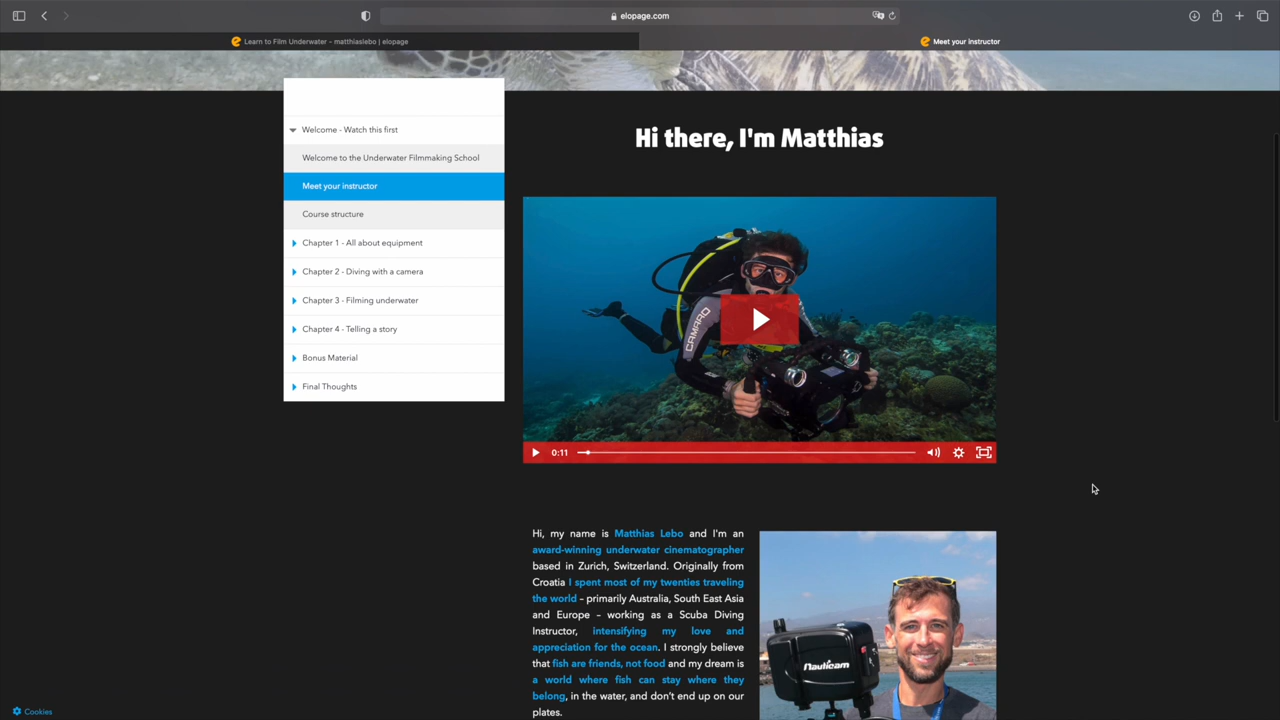 elopage.com
Learn to Film Underwater – matthiaslebo | elopage
Meet your instructor
Welcome - Watch this first
Welcome to the Underwater Filmmaking School
Meet your instructor
Course structure
Chapter 1 - All about equipment
Chapter 2 - Diving with a camera
Chapter 3 - Filming underwater
Chapter 4 - Telling a story
Bonus Material
Final Thoughts
Hi there, I'm Matthias
CAMARO
0:11
Hi, my name is Matthias Lebo and I'm an
award-winning underwater cinematographer
based in Zurich, Switzerland. Originally from
Croatia I spent most of my twenties traveling
the world – primarily Australia, South East Asia
and Europe – working as a Scuba Diving
Instructor, intensifying my love and
appreciation for the ocean. I strongly believe
that fish are friends, not food and my dream is
a world where fish can stay where they
belong, in the water, and don't end up on our
plates.
Nauticam
Cookies